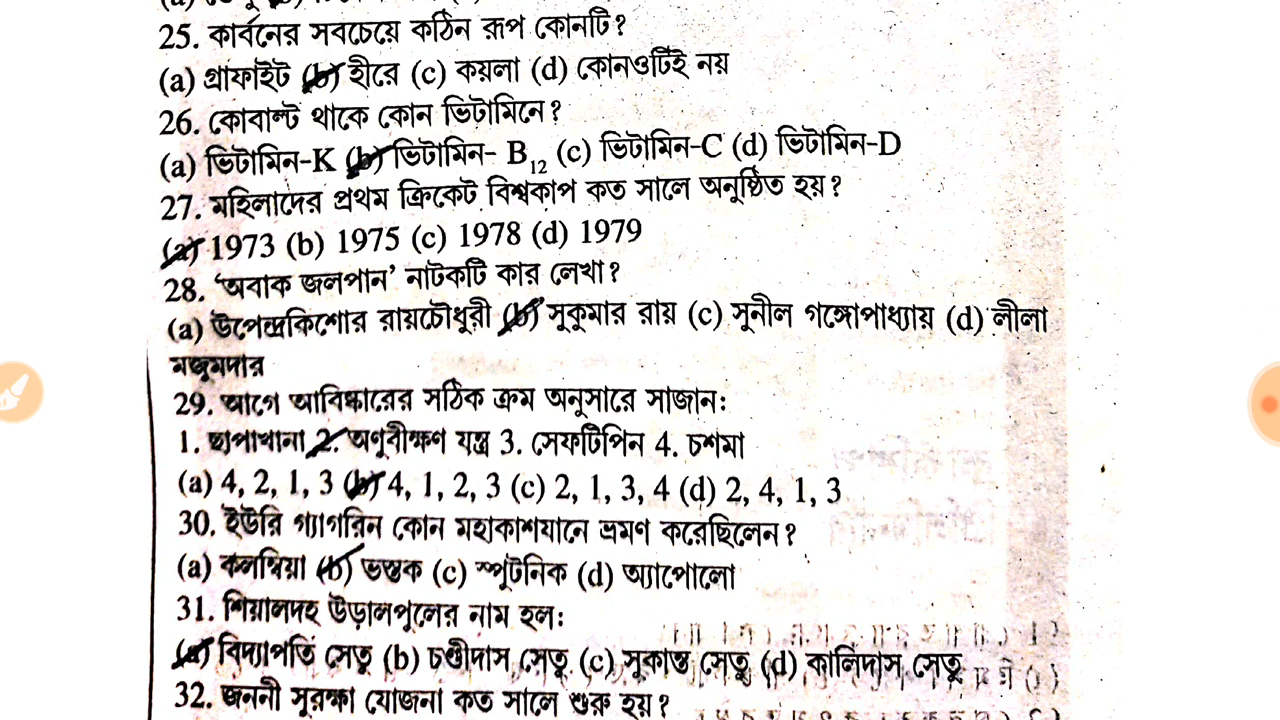 25. কার্বনের সবচেয়ে কঠিন রূপ কোনটি?
(a) গ্রাফাইট (b) হীরে (c) কয়লা (d) কোনওটিই নয়
26. কোবাল্ট থাকে কোন ভিটামিনে?
(a) ভিটামিন-K (b) ভিটামিন- B₁₂ (c) ভিটামিন-C (d) ভিটামিন-D
27. মহিলাদের প্রথম ক্রিকেট বিশ্বকাপ কত সালে অনুষ্ঠিত হয়?
(a) 1973 (b) 1975 (c) 1978 (d) 1979
28. ‘অবাক জলপান’ নাটকটি কার লেখা?
(a) উপেন্দ্রকিশোর রায়চৌধুরী (b) সুকুমার রায় (c) সুনীল গঙ্গোপাধ্যায় (d) লীলা
মজুমদার
29. আগে আবিষ্কারের সঠিক ক্রম অনুসারে সাজান:
1. ছাপাখানা 2. অণুবীক্ষণ যন্ত্র 3. সেফটিপিন 4. চশমা
(a) 4, 2, 1, 3 (b) 4, 1, 2, 3 (c) 2, 1, 3, 4 (d) 2, 4, 1, 3
30. ইউরি গ্যাগরিন কোন মহাকাশযানে ভ্রমণ করেছিলেন?
(a) কলম্বিয়া (b) ভস্তক (c) স্পুটনিক (d) অ্যাপোলো
31. শিয়ালদহ উড়ালপুলের নাম হল:
(a) বিদ্যাপতি সেতু (b) চণ্ডীদাস সেতু (c) সুকান্ত সেতু (d) কালিদাস সেতু
32. জননী সুরক্ষা যোজনা কত সালে শুরু হয়?